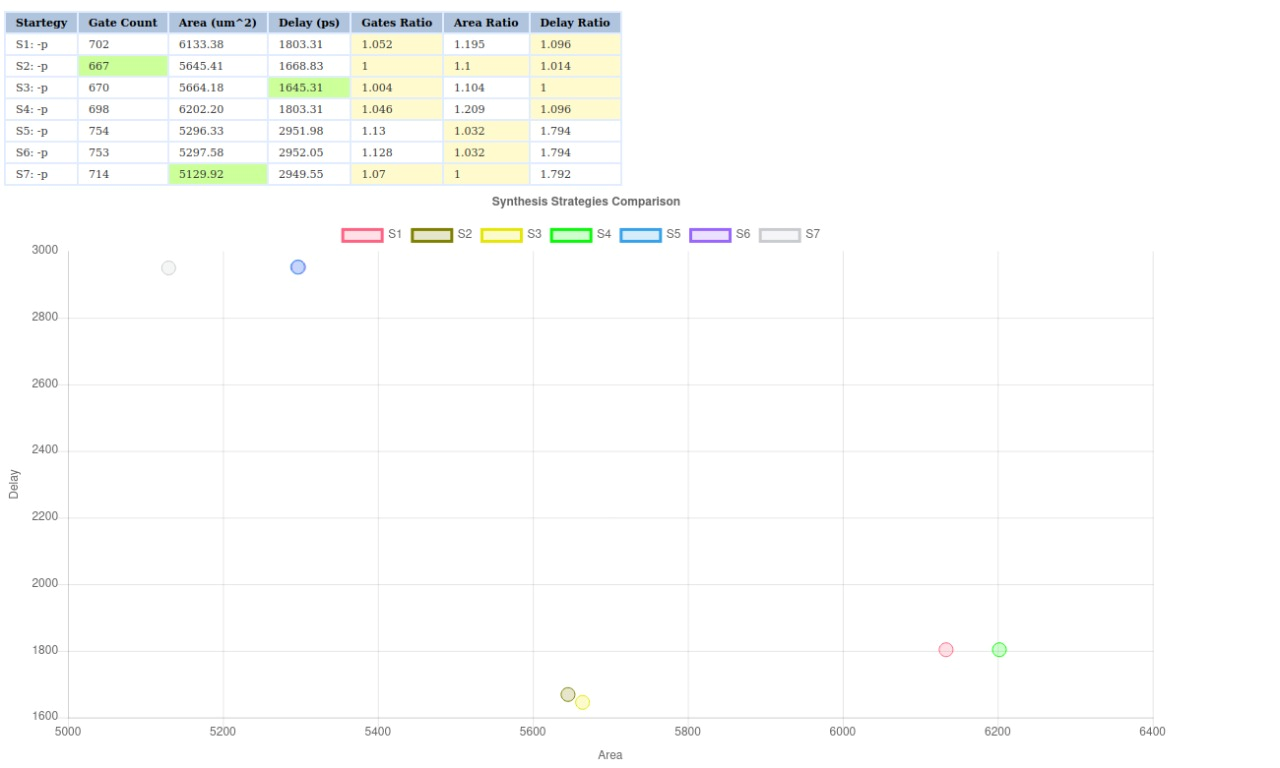 Startegy Gate Count Area (um^2) Delay (ps) Gates Ratio Area Ratio Delay Ratio
S1: -p 702 6133.38 1803.31 1.052 1.195 1.096
S2: -p 667 5645.41 1668.83 1 1.1 1.014
S3: -p 670 5664.18 1645.31 1.004 1.104 1
S4: -p 698 6202.20 1803.31 1.046 1.209 1.096
S5: -p 754 5296.33 2951.98 1.13 1.032 1.794
S6: -p 753 5297.58 2952.05 1.128 1.032 1.794
S7: -p 714 5129.92 2949.55 1.07 1 1.792
Synthesis Strategies Comparison
S1 S2 S3 S4 S5 S6 S7
3000
2800
2600
2400
2200
2000
1800
1600
Delay
5000 5200 5400 5600 5800 6000 6200 6400
Area